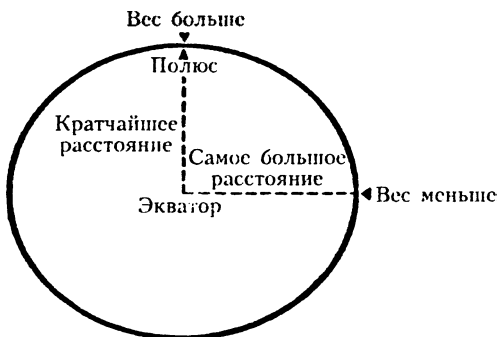 Вес больше
Полюс
Кратчайшее
расстояние
Самое большое
расстояние
Экватор
Вес меньше